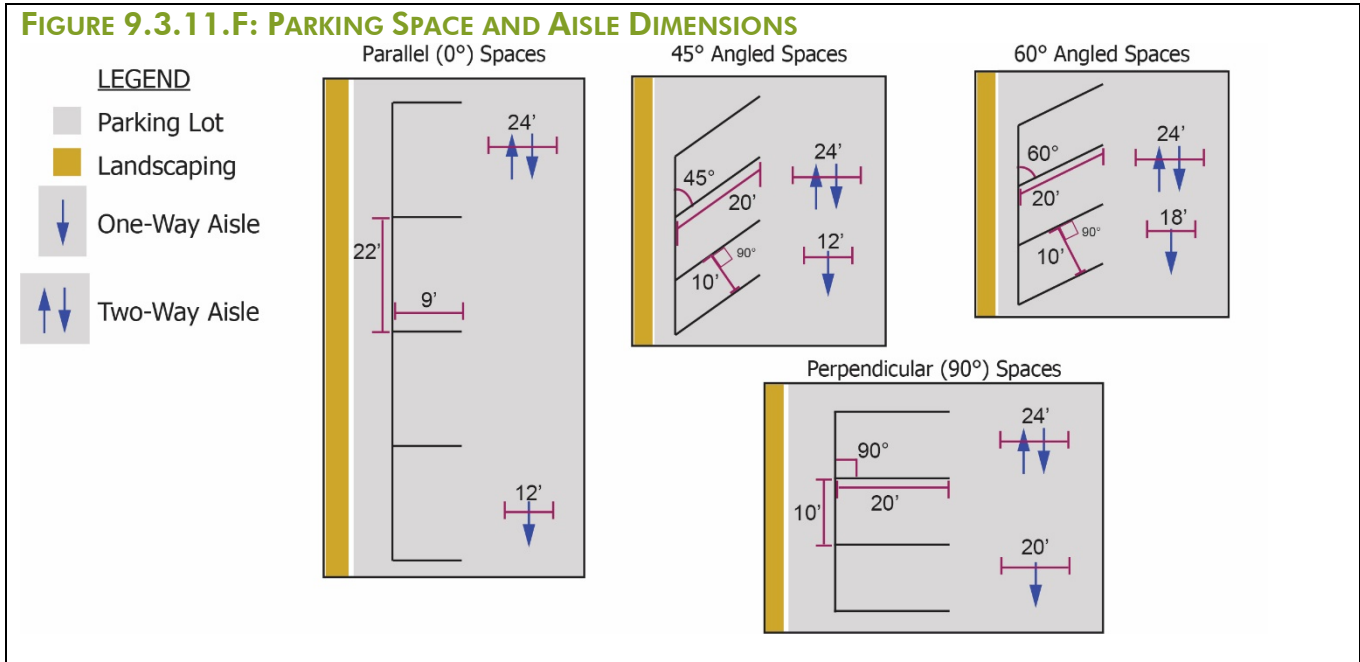 FIGURE 9.3.11.F: PARKING SPACE AND AISLE DIMENSIONS
LEGEND
Parking Lot
Landscaping
One-Way Aisle
Two-Way Aisle
Parallel (0°) Spaces
24’
22’
9’
12’
45° Angled Spaces
45°
20’
10’
90°
24’
12’
60° Angled Spaces
60°
20’
10’
90°
24’
18’
Perpendicular (90°) Spaces
90°
10’
20’
24’
20’